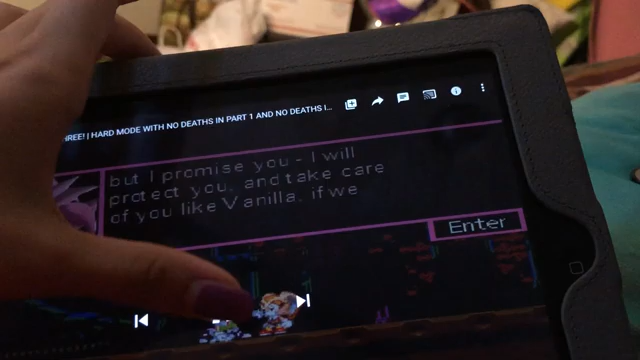 HREE! | HARD MODE WITH NO DEATHS IN PART 1 AND NO DEATHS I...
but I promise you - I will
protect you, and take care
of you like Vanilla, if we
Enter